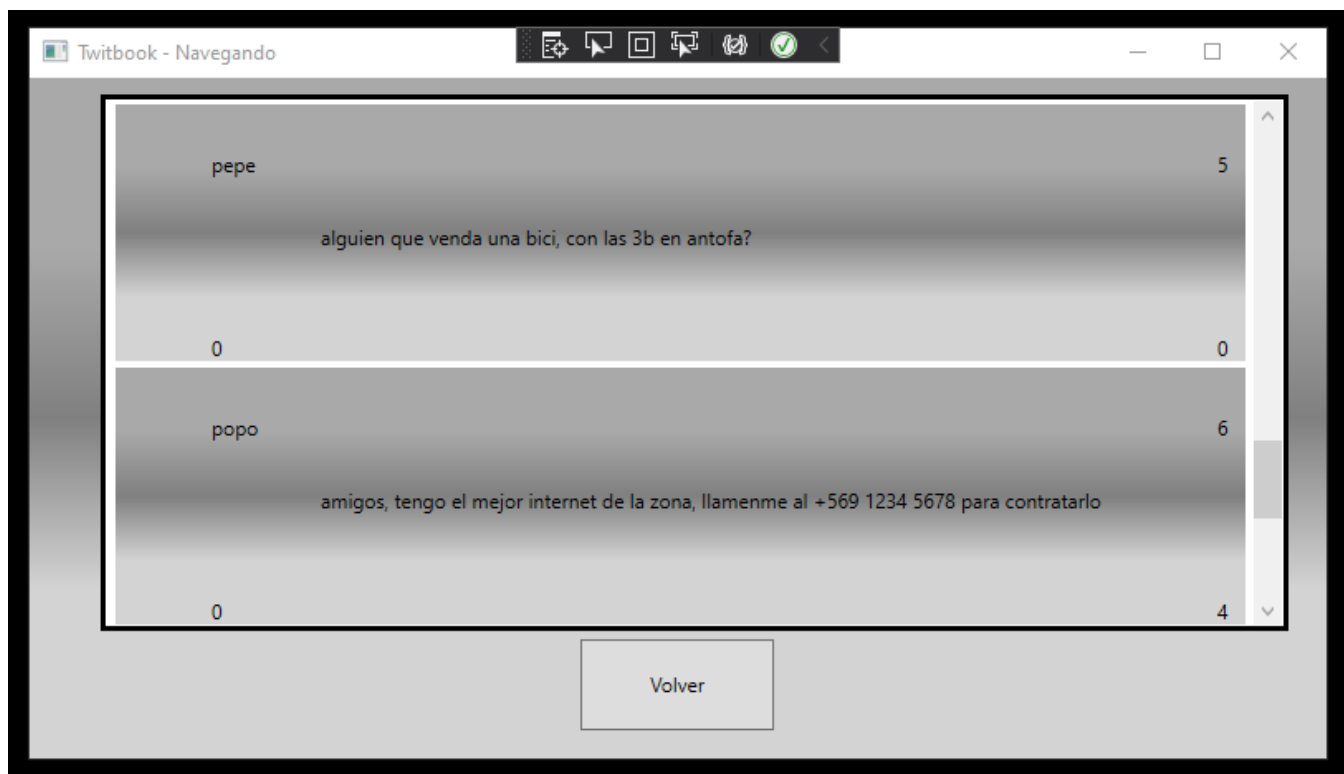 Twitbook - Navegando
pepe 5
alguien que venda una bici, con las 3b en antofa?
0 0
popo 6
amigos, tengo el mejor internet de la zona, llamenme al +569 1234 5678 para contratarlo
0 4
Volver